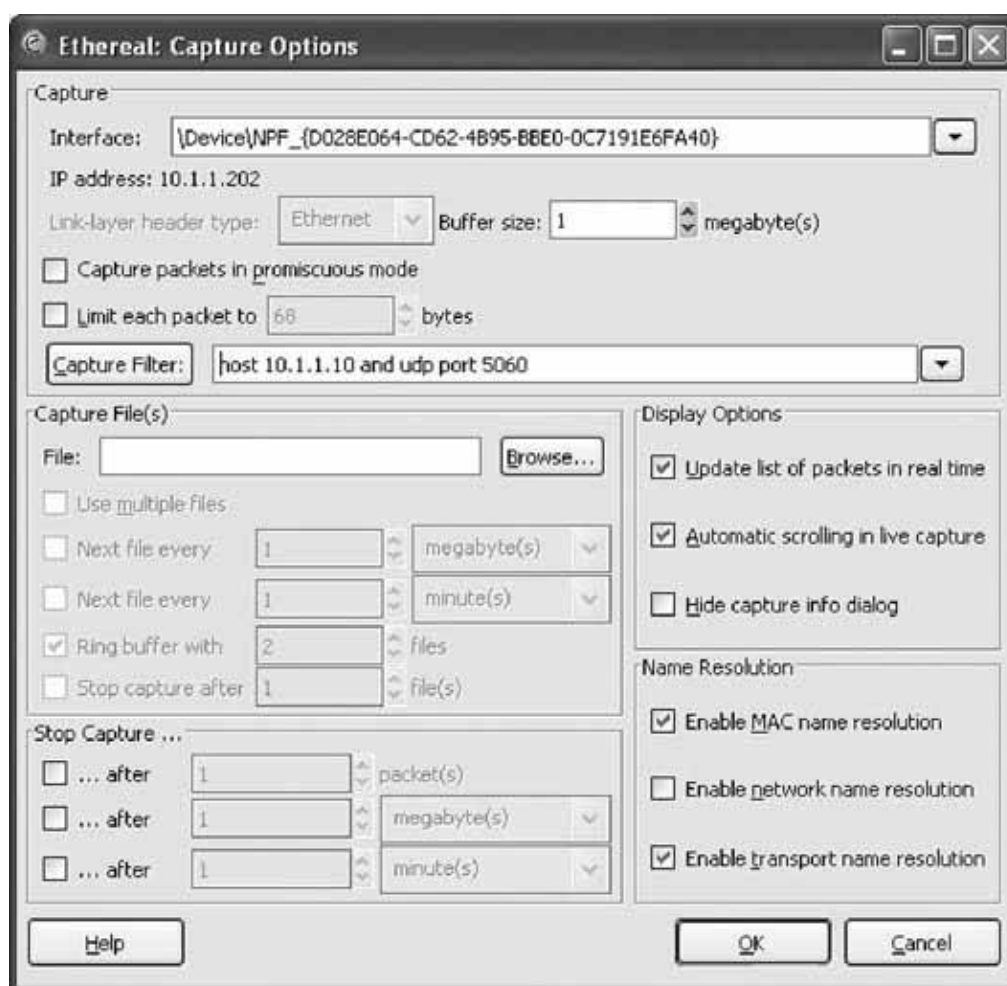 Ethereal: Capture Options
Capture
Interface: \Device\NPF_{D028E064-CD62-4B95-BBE0-0C7191E6FA40}
IP address: 10.1.1.202
Link-layer header type: Ethernet Buffer size: 1 megabyte(s)
Capture packets in promiscuous mode
Limit each packet to 68 bytes
Capture Filter: host 10.1.1.10 and udp port 5060
Capture File(s)
File: Browse...
Use multiple files
Next file every 1 megabyte(s)
Next file every 1 minute(s)
Ring buffer with 2 files
Stop capture after 1 file(s)
Stop Capture ...
... after 1 packet(s)
... after 1 megabyte(s)
... after 1 minute(s)
Display Options
Update list of packets in real time
Automatic scrolling in live capture
Hide capture info dialog
Name Resolution
Enable MAC name resolution
Enable network name resolution
Enable transport name resolution
Help OK Cancel